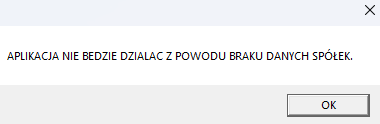 APLIKACJA NIE BEDZIE DZIALAC Z POWODU BRAKU DANYCH SPÓŁEK.
OK